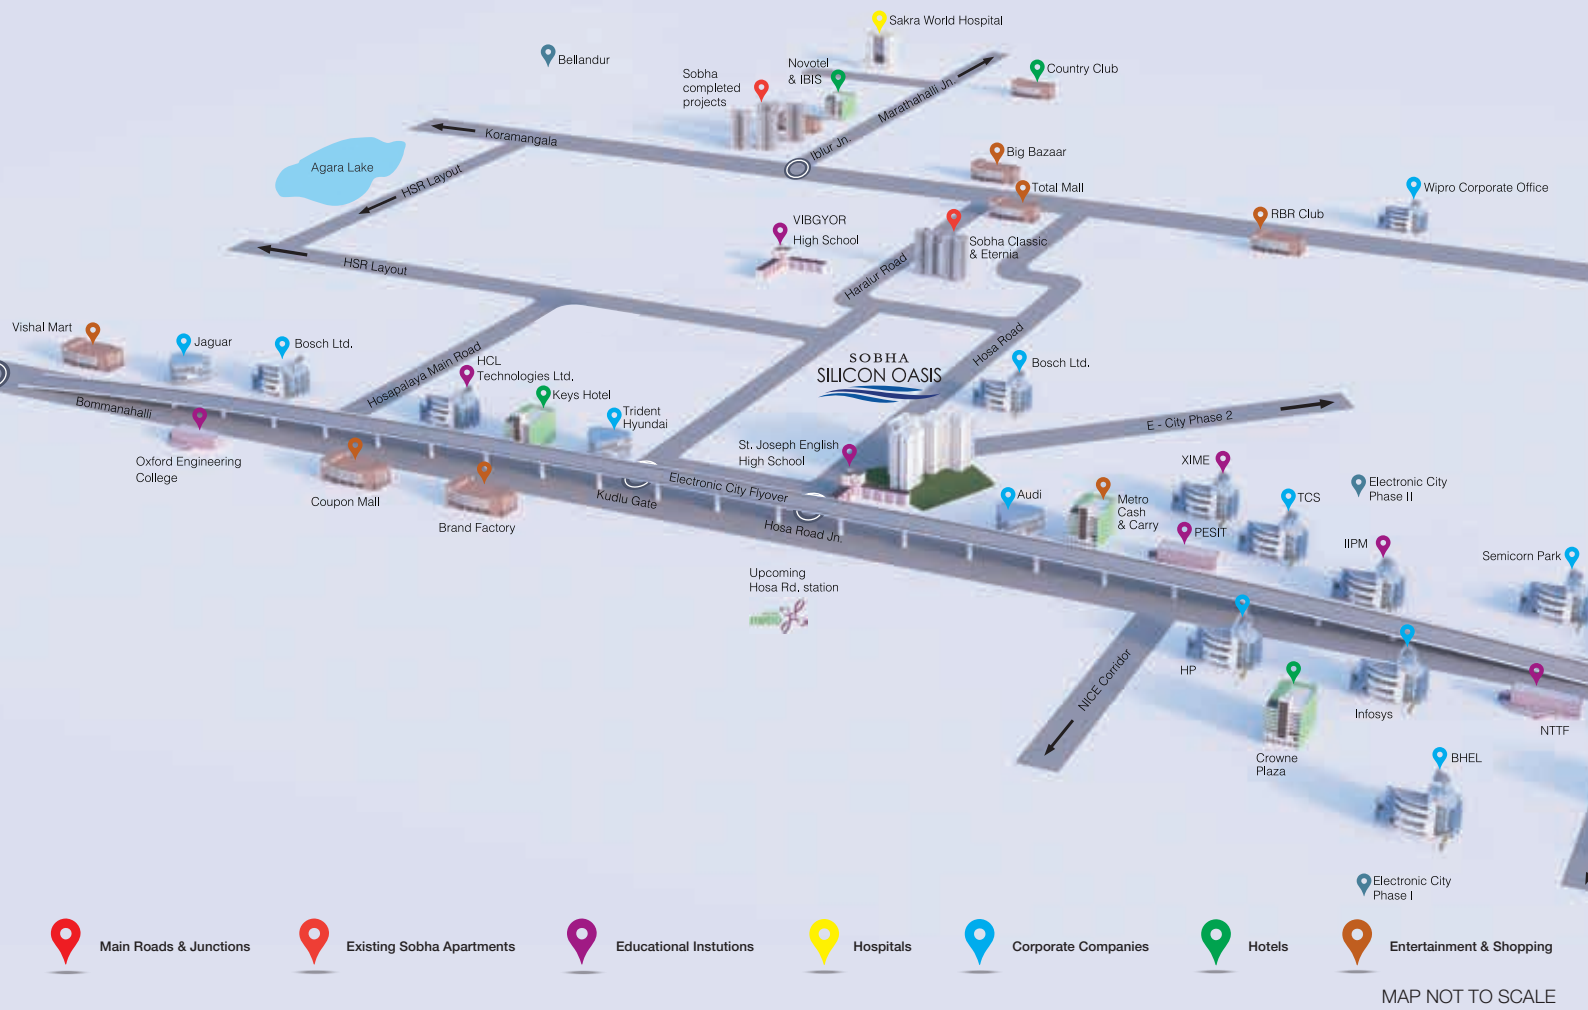 Sakra World Hospital
Bellandur
Novotel
& IBIS
Country Club
Sobha
completed
projects
Marathahalli Jn.
Koramangala
Iblur Jn.
Big Bazaar
Agara Lake
HSR Layout
Total Mall
Wipro Corporate Office
RBR Club
VIBGYOR
High School
Sobha Classic
& Eternia
HSR Layout
Haralur Road
Vishal Mart
Jaguar
Bosch Ltd.
Hosapalaya Main Road
HCL
Technologies Ltd.
Hosa Road
SOBHA
SILICON OASIS
Bosch Ltd.
Keys Hotel
Bommanahalli
Trident
Hyundai
E - City Phase 2
St. Joseph English
High School
Oxford Engineering
College
XIME
Coupon Mall
Electronic City Flyover
Electronic City
Phase II
Kudlu Gate
Audi
Metro
Cash
& Carry
TCS
Brand Factory
Hosa Road Jn.
PESIT
IIPM
Semicorn Park
Upcoming
Hosa Rd. station
metro
NICE Corridor
HP
Infosys
NTTF
Crowne
Plaza
BHEL
Electronic City
Phase I
Main Roads & Junctions
Existing Sobha Apartments
Educational Instutions
Hospitals
Corporate Companies
Hotels
Entertainment & Shopping
MAP NOT TO SCALE